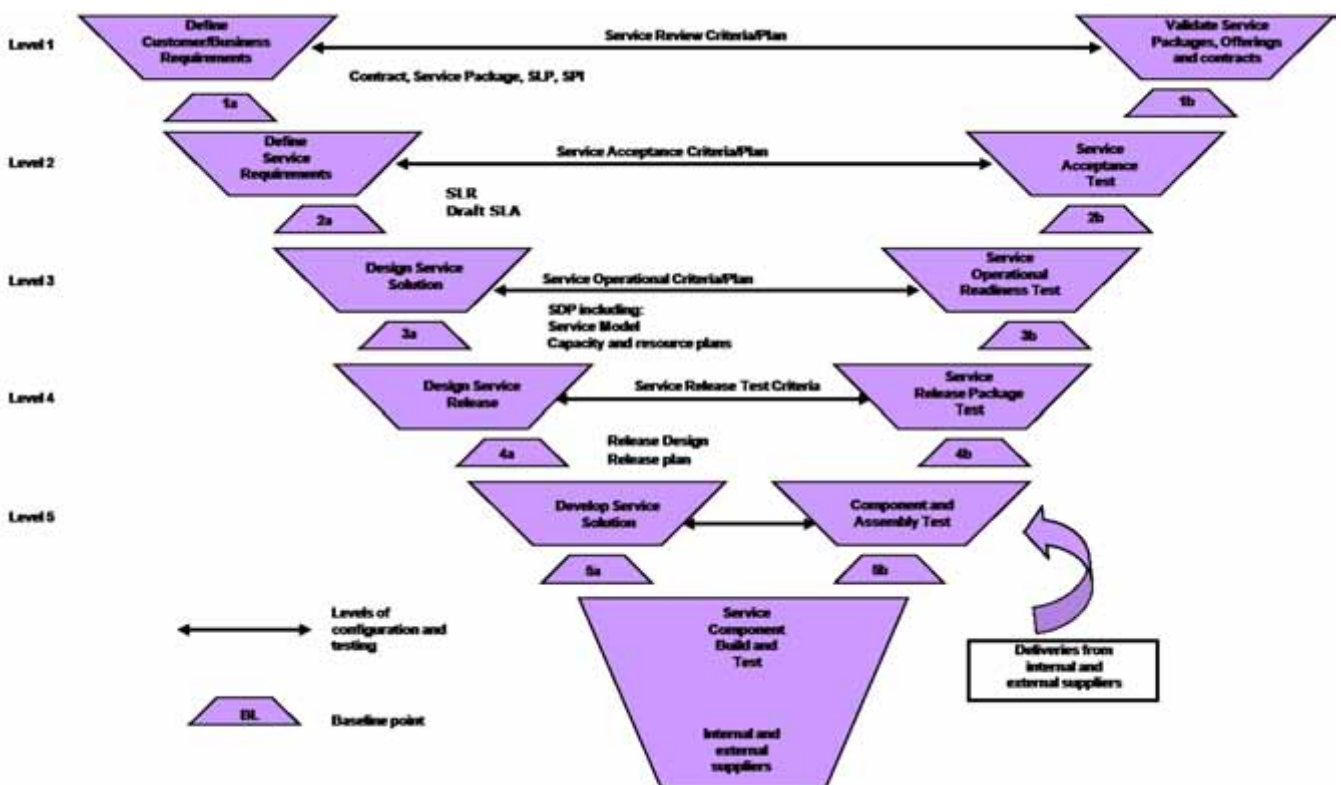 Level 1
Define
Customer/Business
Requirements
Service Review Criteria/Plan
Validate Service
Packages, Offerings
and contracts
Contract, Service Package, SLP, SPI
1a
1b
Level 2
Define
Service
Requirements
Service Acceptance Criteria/Plan
Service
Acceptance
Test
SLR
Draft SLA
2a
2b
Level 3
Design Service
Solution
Service Operational Criteria/Plan
Service
Operational
Readiness Test
SDP including:
Service Model
Capacity and resource plans
3a
3b
Level 4
Design Service
Release
Service Release Test Criteria
Service
Release Package
Test
4a
Release Design
Release plan
4b
Level 5
Develop Service
Solution
Component and
Assembly Test
5a
5b
Levels of
configuration and
testing
Service
Component
Build and
Test
Deliveries from
internal and
external suppliers
BL
Baseline point
Internal and
external
suppliers